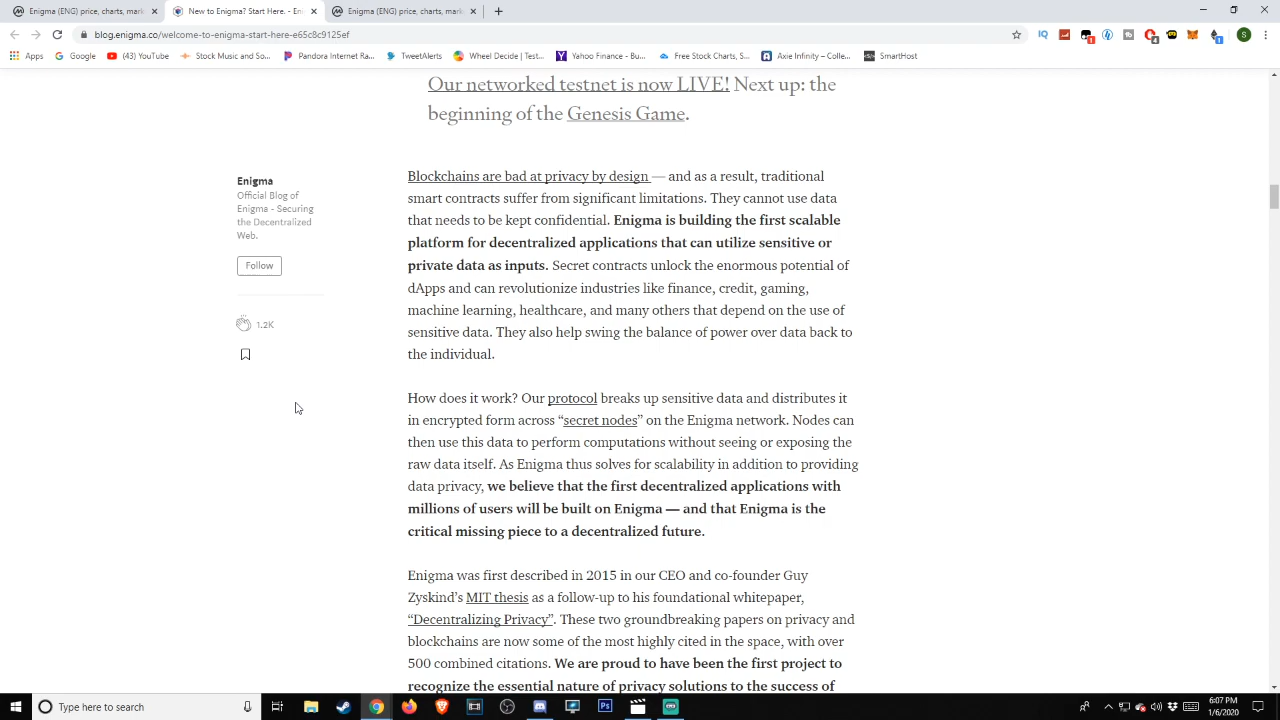 Enigma (ENG) price, charts, mark
New to Enigma? Start Here. - Eni
Enigma (ENG) price, charts, mark
blog.enigma.co/welcome-to-enigma-start-here-e65c8c9125ef
Apps
Google
(43) YouTube
Stock Music and So...
Pandora Internet Ra...
TweetAlerts
Wheel Decide | Test...
Yahoo Finance - Bu...
Free Stock Charts, S...
Axie Infinity – Colle...
SmartHost
Our networked testnet is now LIVE! Next up: the
beginning of the Genesis Game.
Enigma
Official Blog of
Enigma - Securing
the Decentralized
Web.
Follow
1.2K
Blockchains are bad at privacy by design — and as a result, traditional
smart contracts suffer from significant limitations. They cannot use data
that needs to be kept confidential. Enigma is building the first scalable
platform for decentralized applications that can utilize sensitive or
private data as inputs. Secret contracts unlock the enormous potential of
dApps and can revolutionize industries like finance, credit, gaming,
machine learning, healthcare, and many others that depend on the use of
sensitive data. They also help swing the balance of power over data back to
the individual.
How does it work? Our protocol breaks up sensitive data and distributes it
in encrypted form across “secret nodes” on the Enigma network. Nodes can
then use this data to perform computations without seeing or exposing the
raw data itself. As Enigma thus solves for scalability in addition to providing
data privacy, we believe that the first decentralized applications with
millions of users will be built on Enigma — and that Enigma is the
critical missing piece to a decentralized future.
Enigma was first described in 2015 in our CEO and co-founder Guy
Zyskind’s MIT thesis as a follow-up to his foundational whitepaper,
“Decentralizing Privacy”. These two groundbreaking papers on privacy and
blockchains are now some of the most highly cited in the space, with over
500 combined citations. We are proud to have been the first project to
recognize the essential nature of privacy solutions to the success of
Type here to search
6:07 PM
1/6/2020